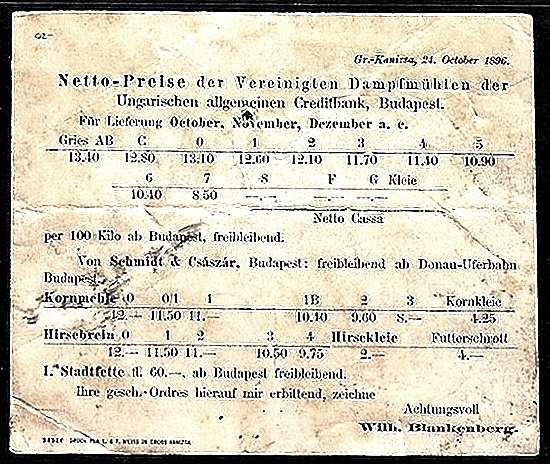 Gr.-Kanizsa, 24. October 1896.
Netto-Preise der Vereinigten Dampfmühlen der
Ungarischen allgemeinen Creditbank, Budapest.
Für Lieferung October, November, Dezember a. c.
Gries AB C 0 1 2 3 4 5
13.40 12.80 13.10 12.60 12.10 11.70 11.40 10.90
6 7 8 F G Kleie
10.40 8.50 —.— —.—
Netto Cassa
per 100 Kilo ab Budapest, freibleibend.
Von Schmidt & Császár, Budapest: freibleibend ab Donau-Uferbahn
Budapest.
Kornmehle 0 0/1 1 1B 2 3 Kornkleie
12.— 11.50 11.— 10.40 9.60 8.— 4.25
Hirsebrein 0 1 2 3 4 Hirsekleie Futterschrott
12.— 11.50 11.— 10.50 9.75 2.— 4.—
I.ª Stadtfette fl. 60.—, ab Budapest freibleibend.
Ihre gesch. Ordres hierauf mir erbittend, zeichne
Achtungsvoll
Wilh. Blankenberg.
DRUCK VON WEISS IN GROSS-KANIZSA